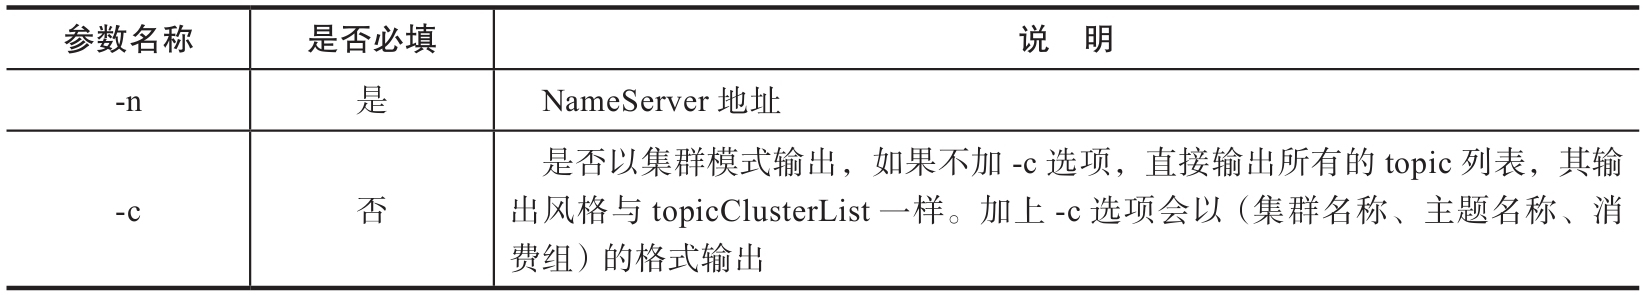 参数名称 是否必填 说 明
-n 是 NameServer 地址
是否以集群模式输出，如果不加 -c 选项，直接输出所有的 topic 列表，其输
-c 否 出风格与 topicClusterList 一样。加上 -c 选项会以（集群名称、主题名称、消
费组）的格式输出